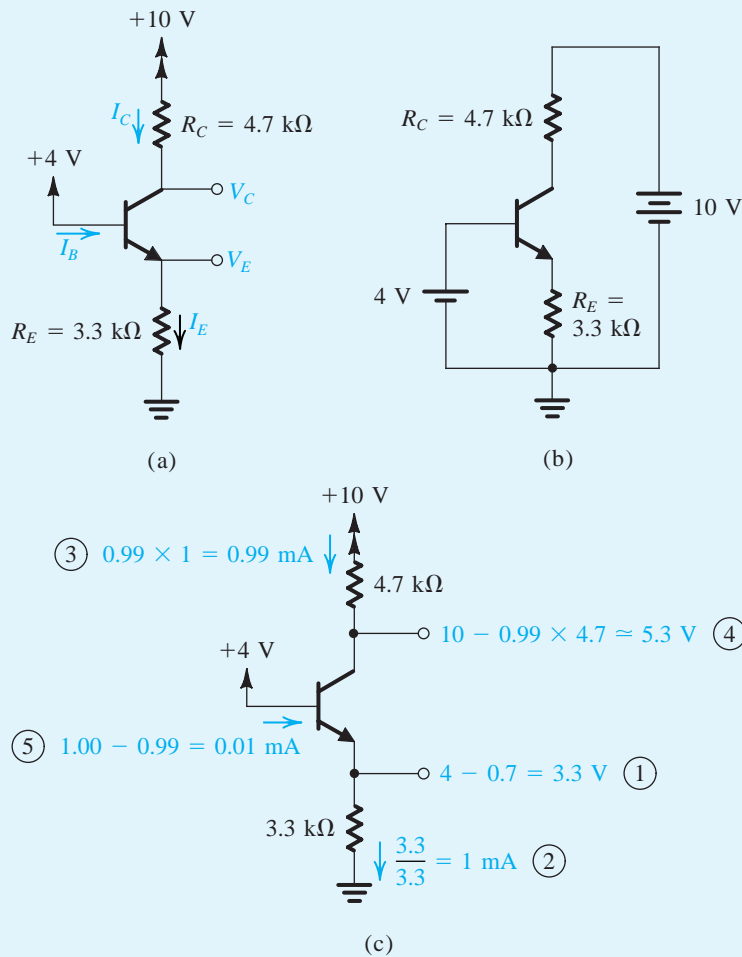 +10 V
I_C
R_C = 4.7 kΩ
+4 V
V_C
I_B
V_E
R_E = 3.3 kΩ
I_E
(a)
R_C = 4.7 kΩ
10 V
4 V
R_E =
3.3 kΩ
(b)
+10 V
③ 0.99 × 1 = 0.99 mA
4.7 kΩ
10 − 0.99 × 4.7 ≃ 5.3 V ④
+4 V
⑤ 1.00 − 0.99 = 0.01 mA
4 − 0.7 = 3.3 V ①
3.3 kΩ
3.3/3.3 = 1 mA ②
(c)